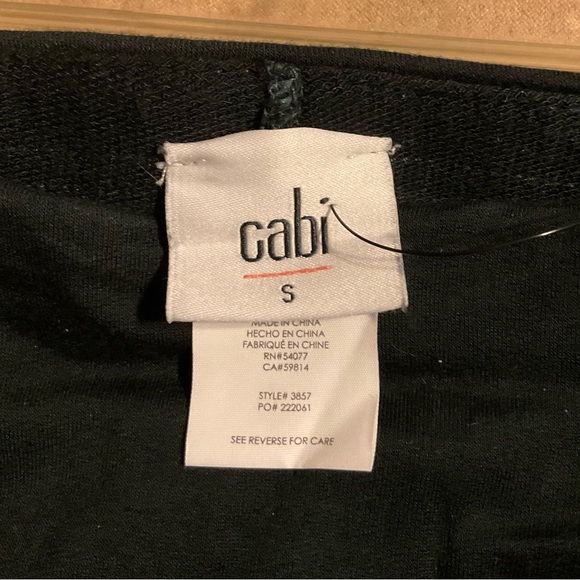 cabi
S
MADE IN CHINA
HECHO EN CHINA
FABRIQUÉ EN CHINE
RN#54077
CA#59814
STYLE# 3857
PO# 222061
SEE REVERSE FOR CARE